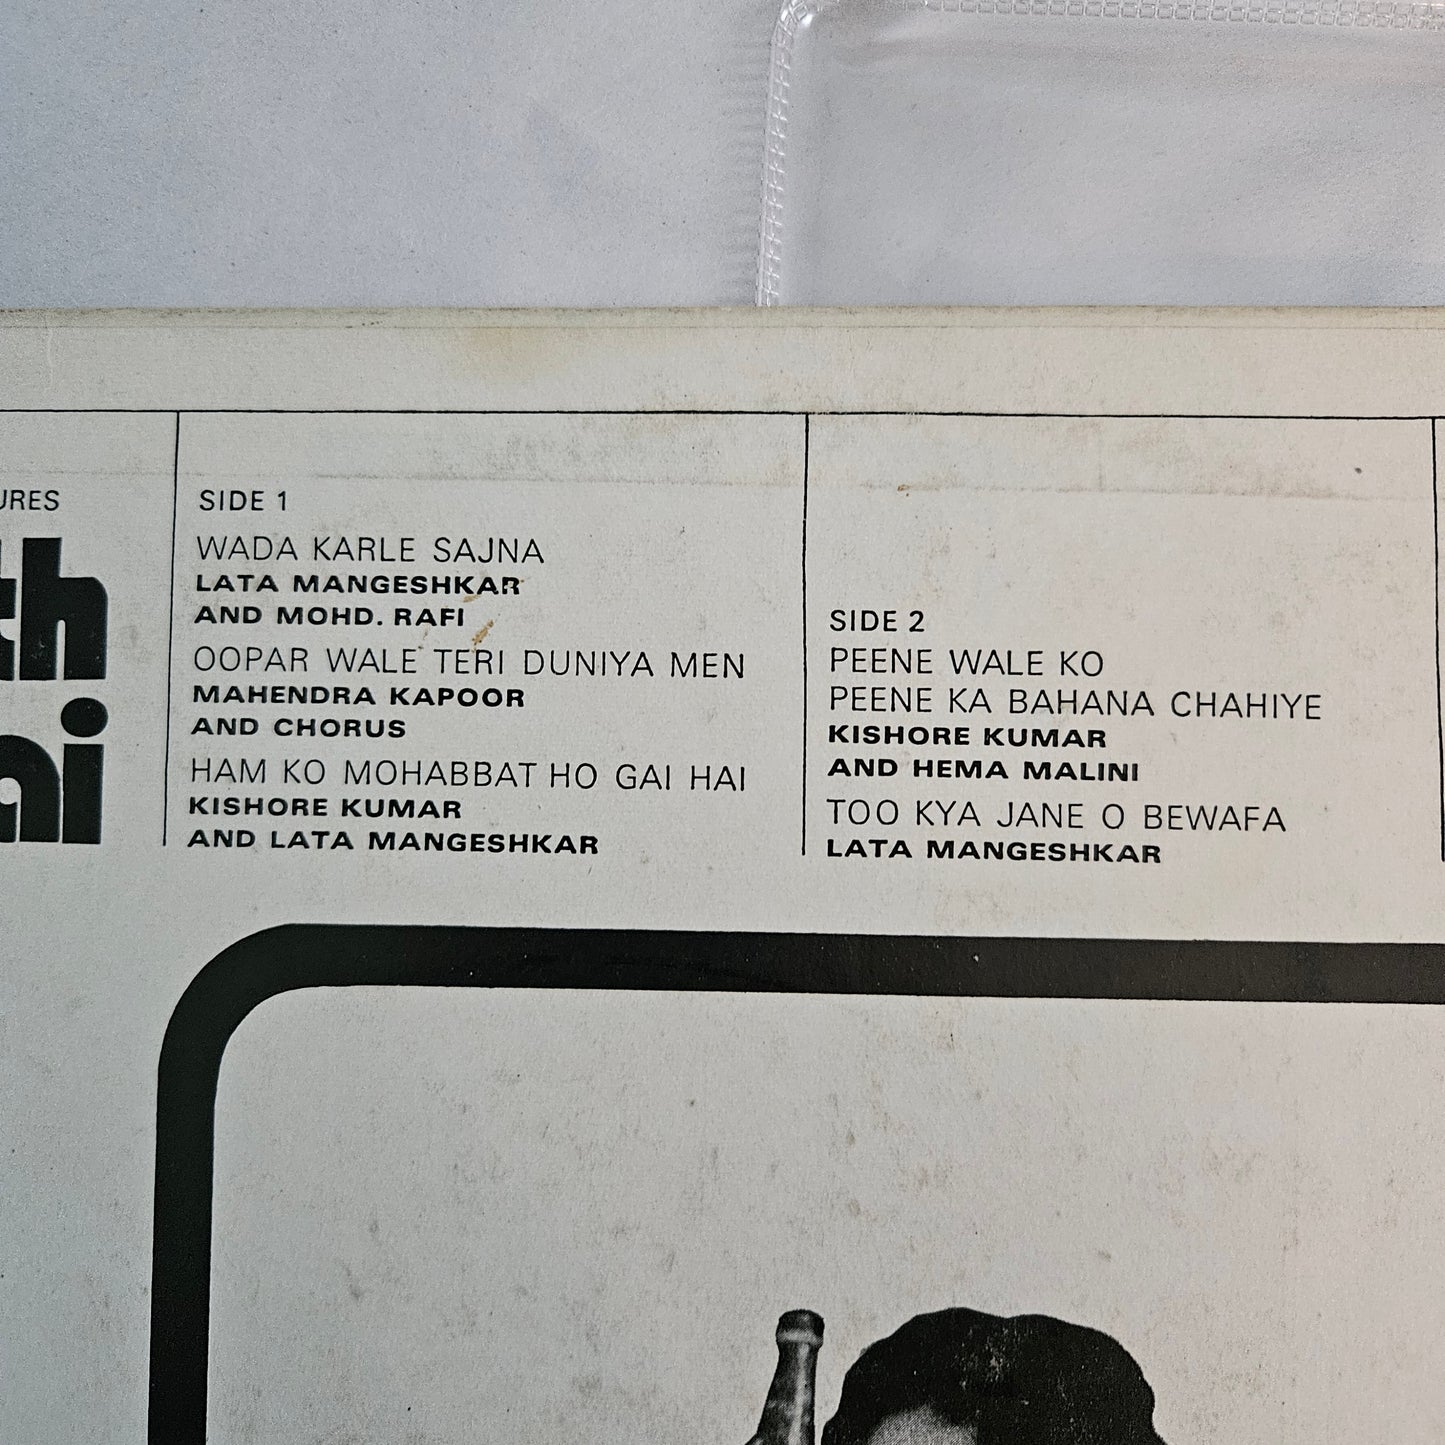 SIDE 1
WADA KARLE SAJNA
LATA MANGESHKAR
AND MOHD. RAFI
OOPAR WALE TERI DUNIYA MEN
MAHENDRA KAPOOR
AND CHORUS
HAM KO MOHABBAT HO GAI HAI
KISHORE KUMAR
AND LATA MANGESHKAR
SIDE 2
PEENE WALE KO
PEENE KA BAHANA CHAHIYE
KISHORE KUMAR
AND HEMA MALINI
TOO KYA JANE O BEWAFA
LATA MANGESHKAR